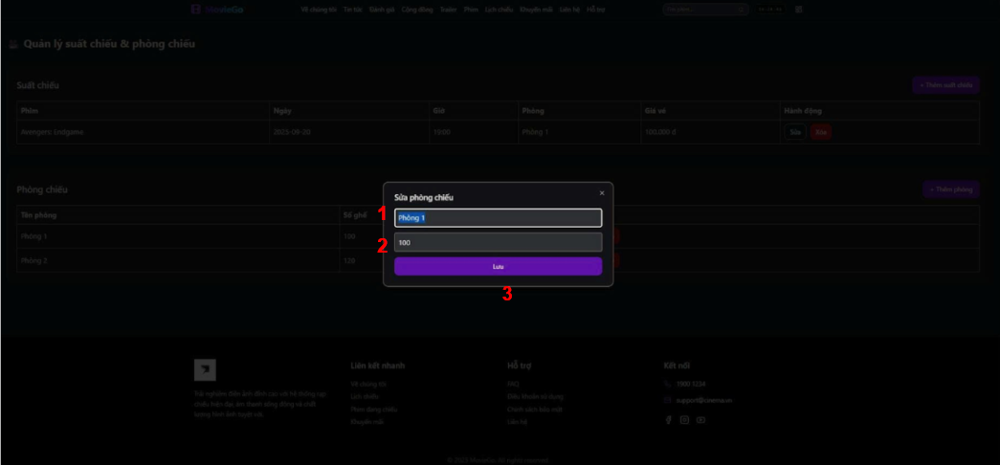 MovieGo
Về chúng tôi Tin tức Đánh giá Cộng đồng Trailer Phim Lịch chiếu Khuyến mãi Liên hệ Hỗ trợ
Quản lý suất chiếu & phòng chiếu
Suất chiếu
+ Thêm suất chiếu
Phim Ngày Giờ Phòng Giá vé Hành động
Avengers: Endgame 2025-09-20 19:00 Phòng 1 100.000 đ Sửa Xóa
Phòng chiếu
+ Thêm phòng
Tên phòng Số ghế
Phòng 1 100
Phòng 2 120
Sửa phòng chiếu
×
1 Phòng 1
2 100
Lưu
3
Liên kết nhanh
Hỗ trợ
Kết nối
Trải nghiệm điện ảnh đỉnh cao với hệ thống rạp
chiếu hiện đại, âm thanh sống động và chất
lượng hình ảnh tuyệt vời.
Về chúng tôi
Lịch chiếu
Phim đang chiếu
Khuyến mãi
FAQ
Điều khoản sử dụng
Chính sách bảo mật
Liên hệ
1900 1234
support@cinema.vn
MovieGo. All rights reserved.